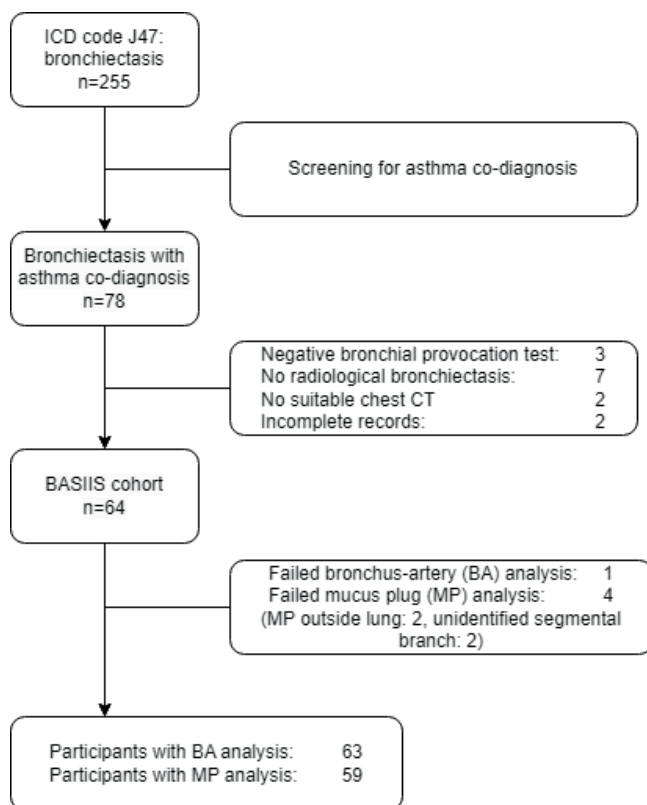 ICD code J47:
bronchiectasis
n=255
Screening for asthma co-diagnosis
Bronchiectasis with
asthma co-diagnosis
n=78
Negative bronchial provocation test: 3
No radiological bronchiectasis: 7
No suitable chest CT 2
Incomplete records: 2
BASIIS cohort
n=64
Failed bronchus-artery (BA) analysis: 1
Failed mucus plug (MP) analysis: 4
(MP outside lung: 2, unidentified segmental
branch: 2)
Participants with BA analysis: 63
Participants with MP analysis: 59